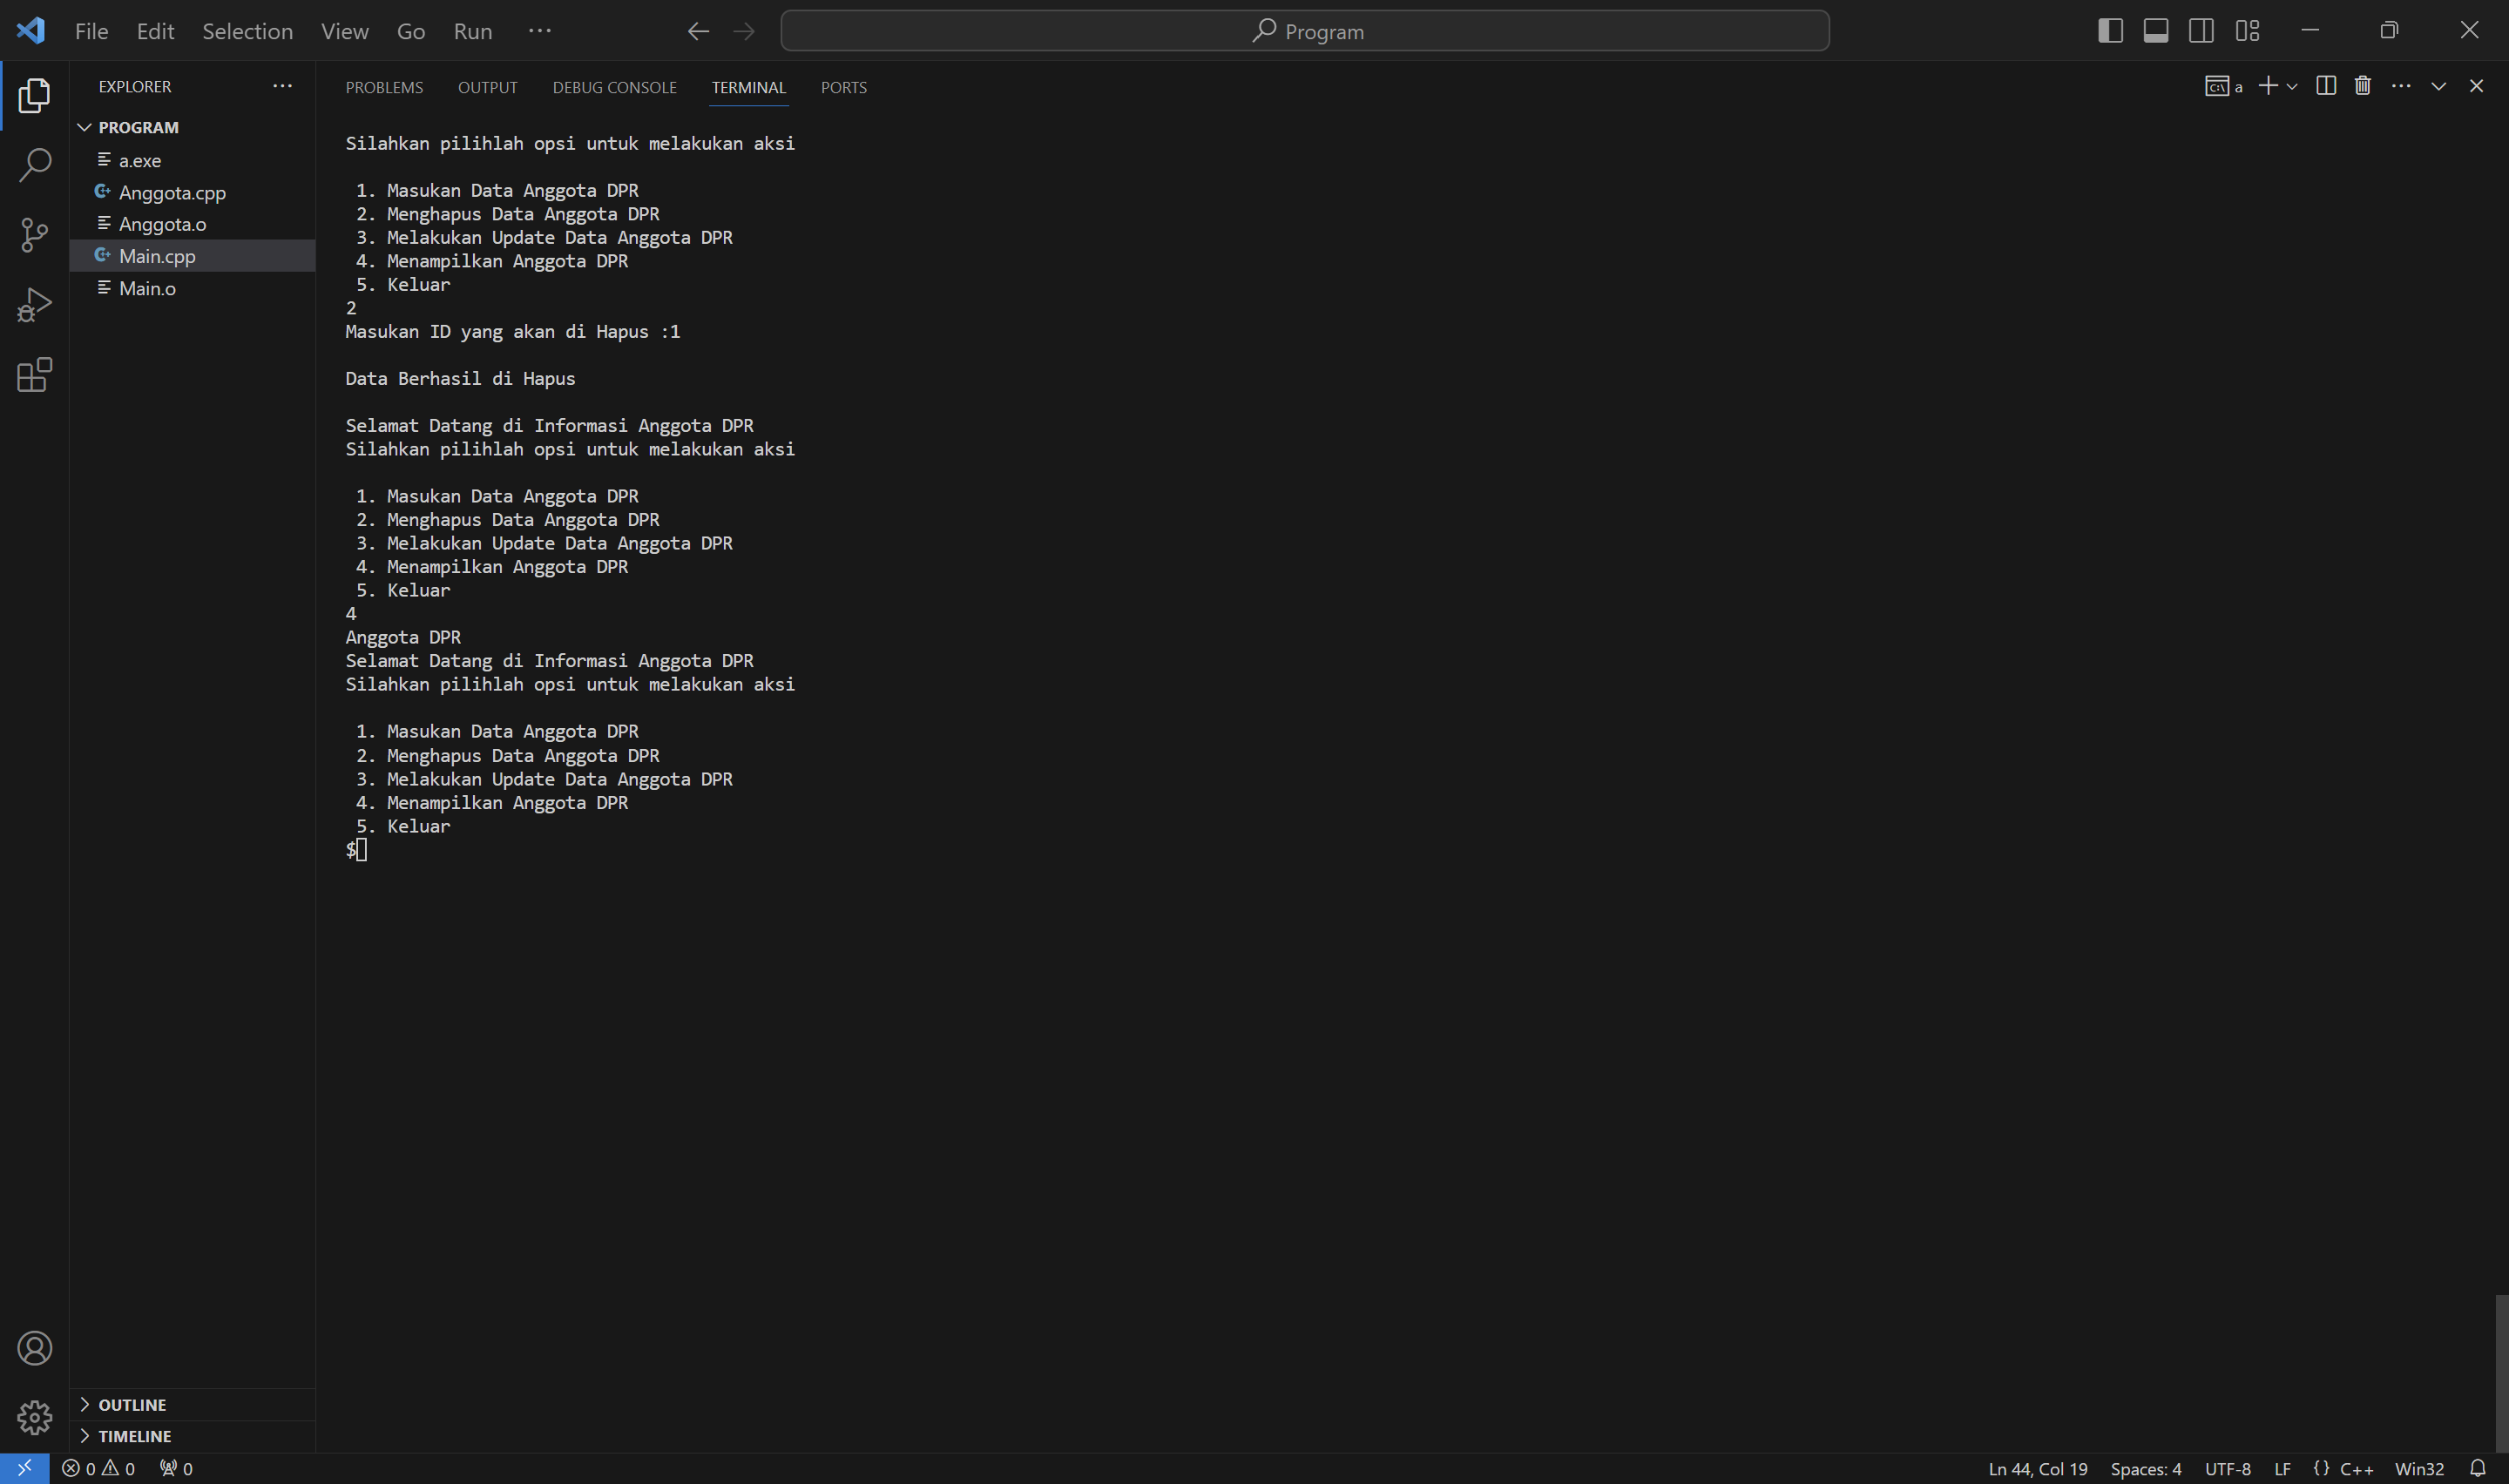 File Edit Selection View Go Run ···
Program
EXPLORER ···
PROGRAM
a.exe
Anggota.cpp
Anggota.o
Main.cpp
Main.o
OUTLINE
TIMELINE
PROBLEMS OUTPUT DEBUG CONSOLE TERMINAL PORTS
a
Silahkan pilihlah opsi untuk melakukan aksi
1. Masukan Data Anggota DPR
2. Menghapus Data Anggota DPR
3. Melakukan Update Data Anggota DPR
4. Menampilkan Anggota DPR
5. Keluar
2
Masukan ID yang akan di Hapus :1
Data Berhasil di Hapus
Selamat Datang di Informasi Anggota DPR
Silahkan pilihlah opsi untuk melakukan aksi
1. Masukan Data Anggota DPR
2. Menghapus Data Anggota DPR
3. Melakukan Update Data Anggota DPR
4. Menampilkan Anggota DPR
5. Keluar
4
Anggota DPR
Selamat Datang di Informasi Anggota DPR
Silahkan pilihlah opsi untuk melakukan aksi
1. Masukan Data Anggota DPR
2. Menghapus Data Anggota DPR
3. Melakukan Update Data Anggota DPR
4. Menampilkan Anggota DPR
5. Keluar
$
0 0 0 Ln 44, Col 19 Spaces: 4 UTF-8 LF {} C++ Win32